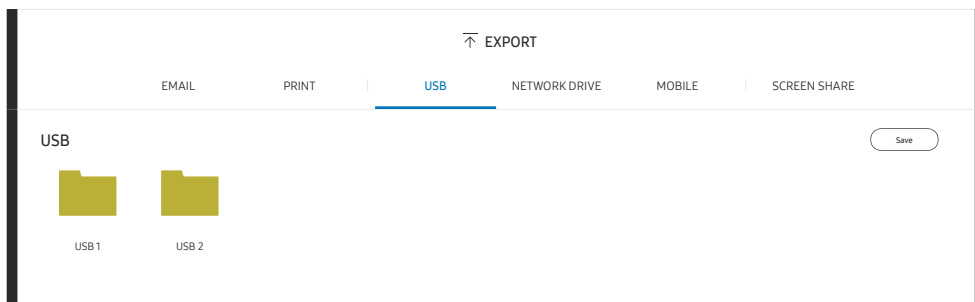 EXPORT
EMAIL PRINT USB NETWORK DRIVE MOBILE SCREEN SHARE
USB Save
USB 1 USB 2